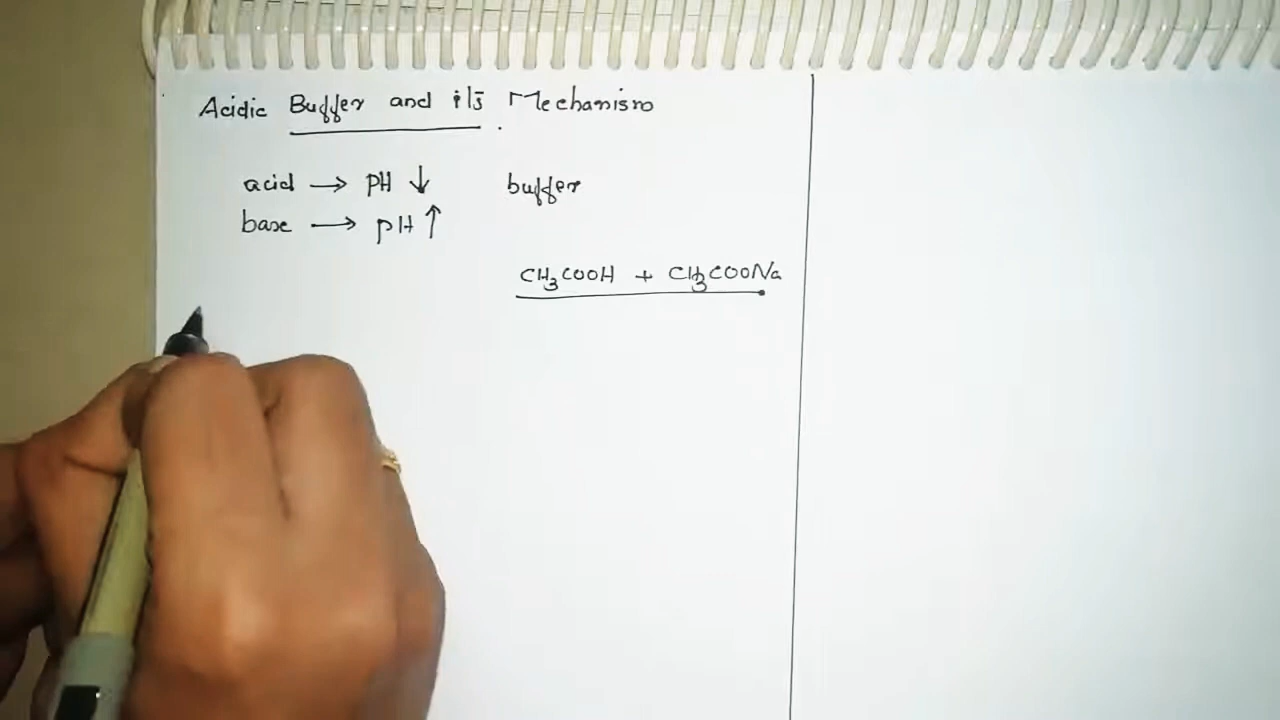 Acidic Buffer and its Mechanism
acid → pH ↓ buffer
base → pH ↑
CH₃COOH + CH₃COONa